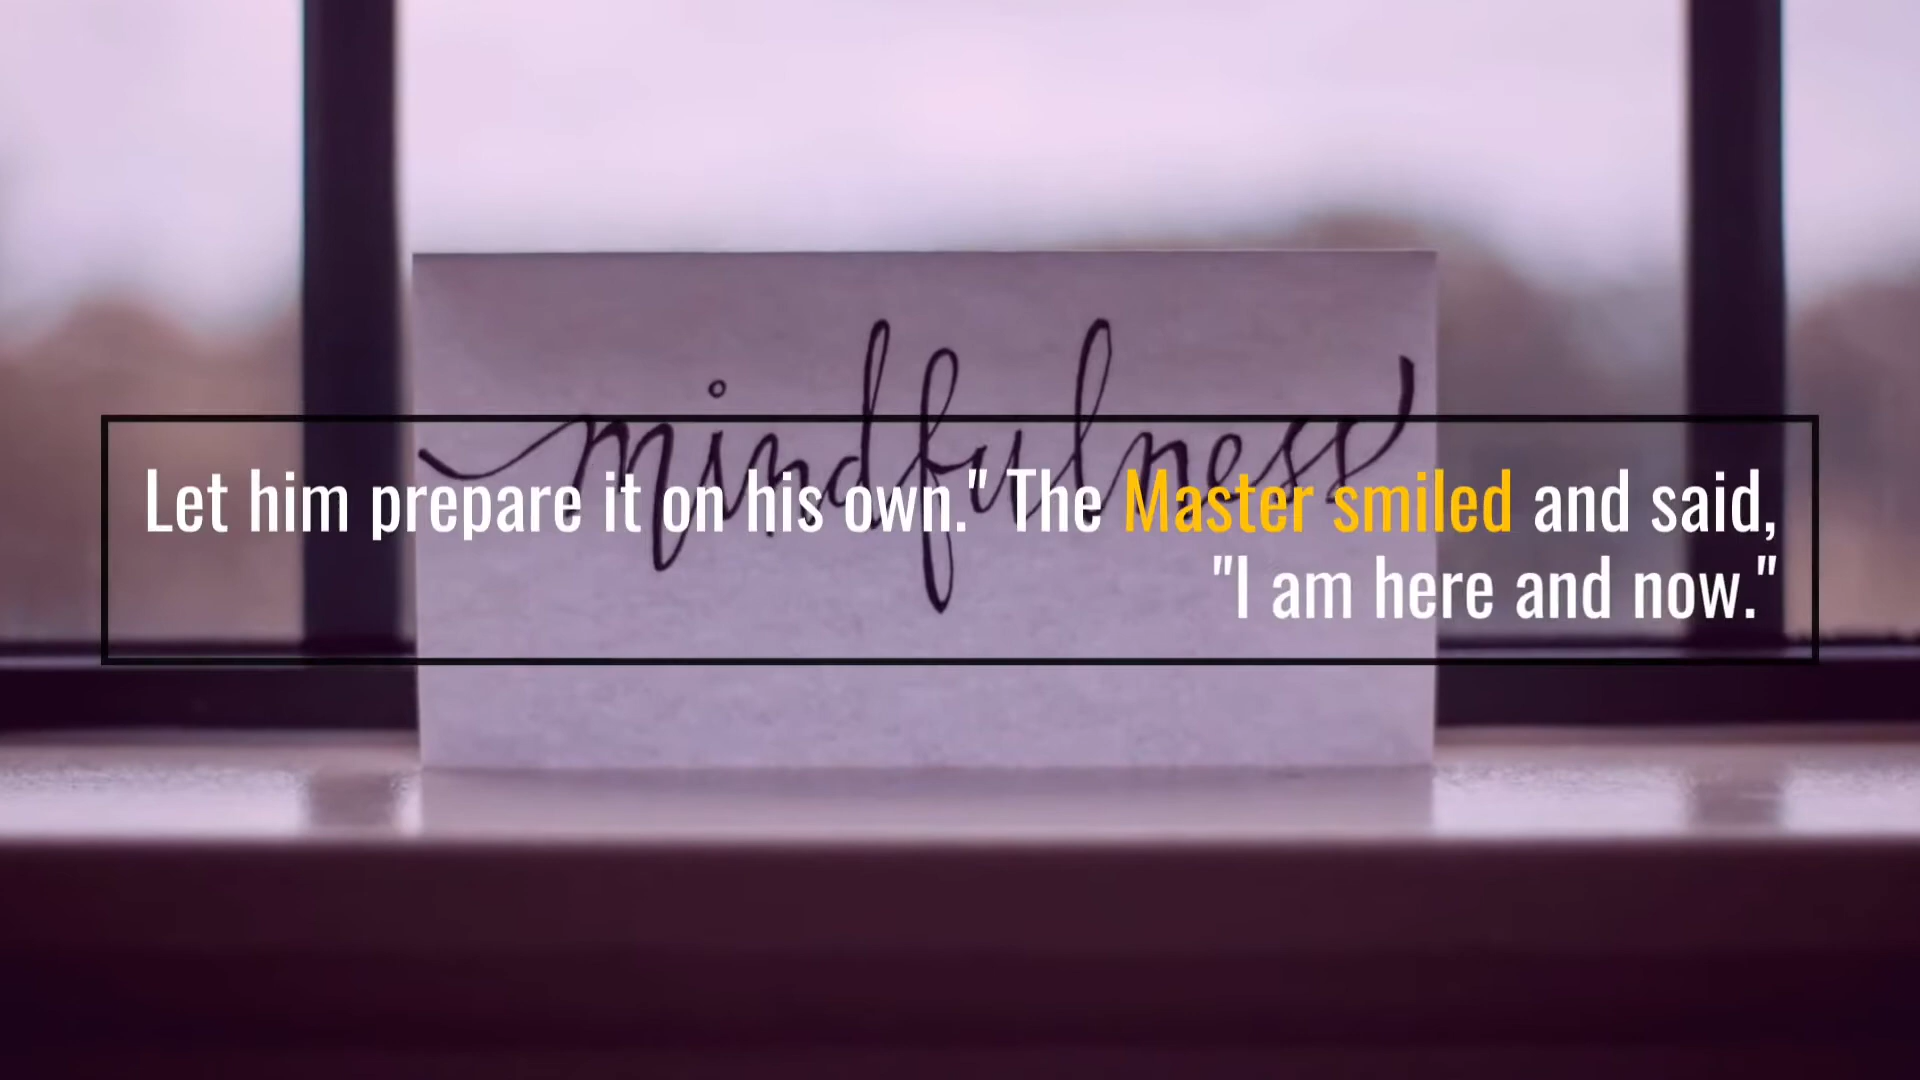 mindfulness
Let him prepare it on his own." The Master smiled and said,
"I am here and now."